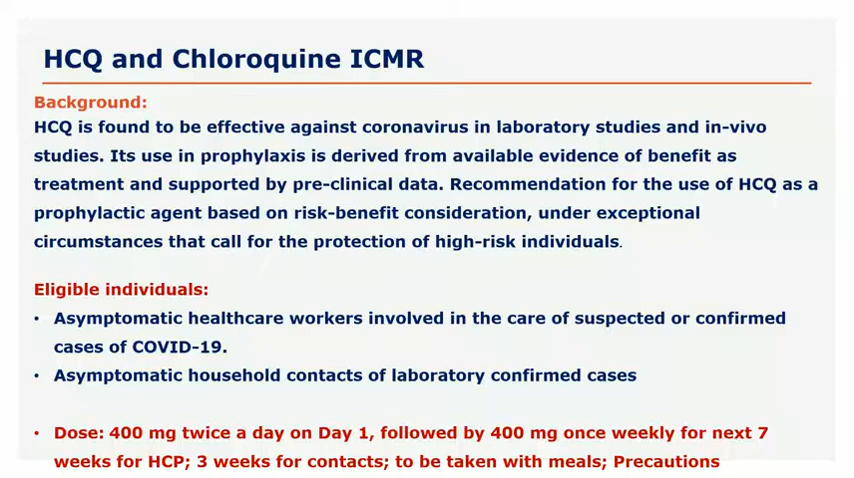 HCQ and Chloroquine ICMR
Background:
HCQ is found to be effective against coronavirus in laboratory studies and in-vivo
studies. Its use in prophylaxis is derived from available evidence of benefit as
treatment and supported by pre-clinical data. Recommendation for the use of HCQ as a
prophylactic agent based on risk-benefit consideration, under exceptional
circumstances that call for the protection of high-risk individuals.
Eligible individuals:
• Asymptomatic healthcare workers involved in the care of suspected or confirmed
cases of COVID-19.
• Asymptomatic household contacts of laboratory confirmed cases
• Dose: 400 mg twice a day on Day 1, followed by 400 mg once weekly for next 7
weeks for HCP; 3 weeks for contacts; to be taken with meals; Precautions